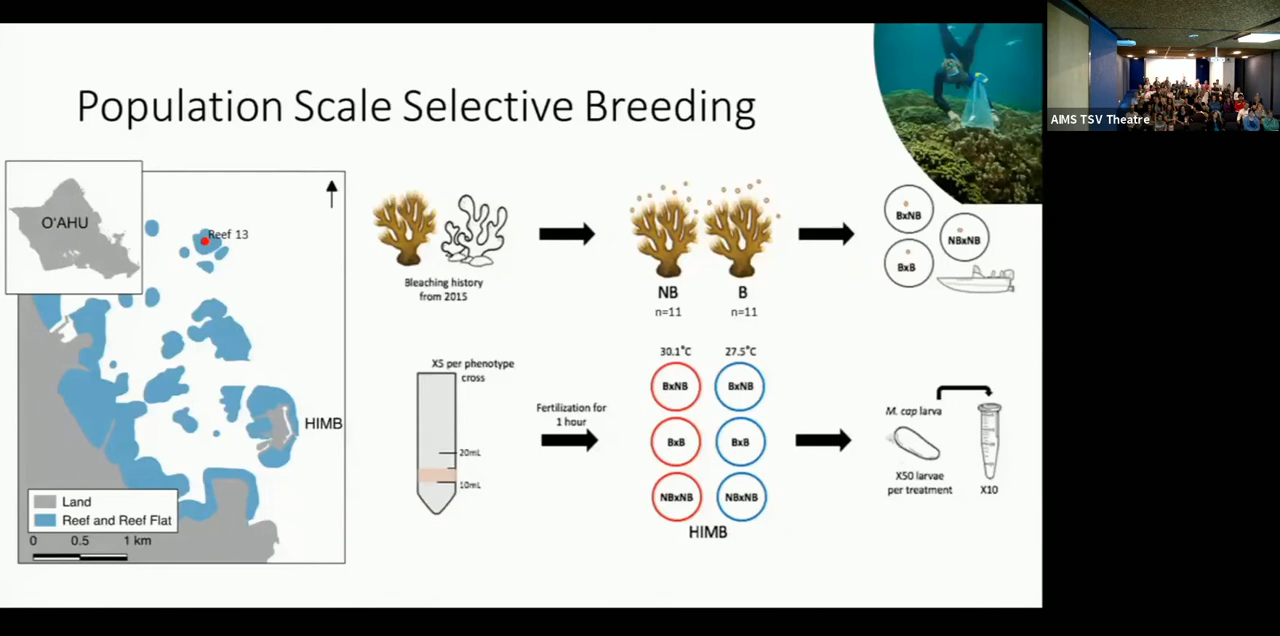 Population Scale Selective Breeding
AIMS TSV Theatre
O'AHU
Reef 13
HIMB
Land
Reef and Reef Flat
0 0.5 1 km
Bleaching history
from 2015
NB
n=11
B
n=11
BxNB
NBxNB
BxB
X5 per phenotype
cross
20mL
10mL
Fertilization for
1 hour
30.1°C
27.5°C
BxNB
BxNB
BxB
BxB
NBxNB
NBxNB
HIMB
M. cap larva
X50 larvae
per treatment
X10